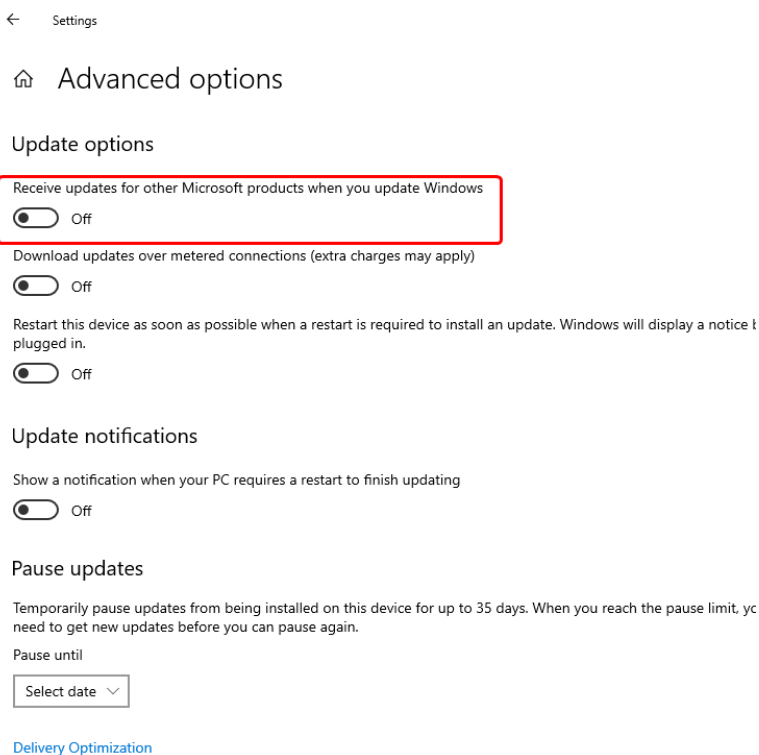 Settings
Advanced options
Update options
Receive updates for other Microsoft products when you update Windows
Off
Download updates over metered connections (extra charges may apply)
Off
Restart this device as soon as possible when a restart is required to install an update. Windows will display a notice
plugged in.
Off
Update notifications
Show a notification when your PC requires a restart to finish updating
Off
Pause updates
Temporarily pause updates from being installed on this device for up to 35 days. When you reach the pause limit,
need to get new updates before you can pause again.
Pause until
Select date
Delivery Optimization